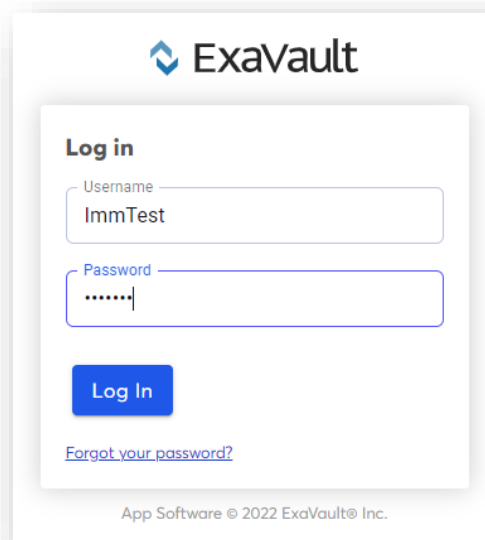 ExaVault
Log in
Username
ImmTest
Password
•••••••
Log In
Forgot your password?
App Software © 2022 ExaVault® Inc.